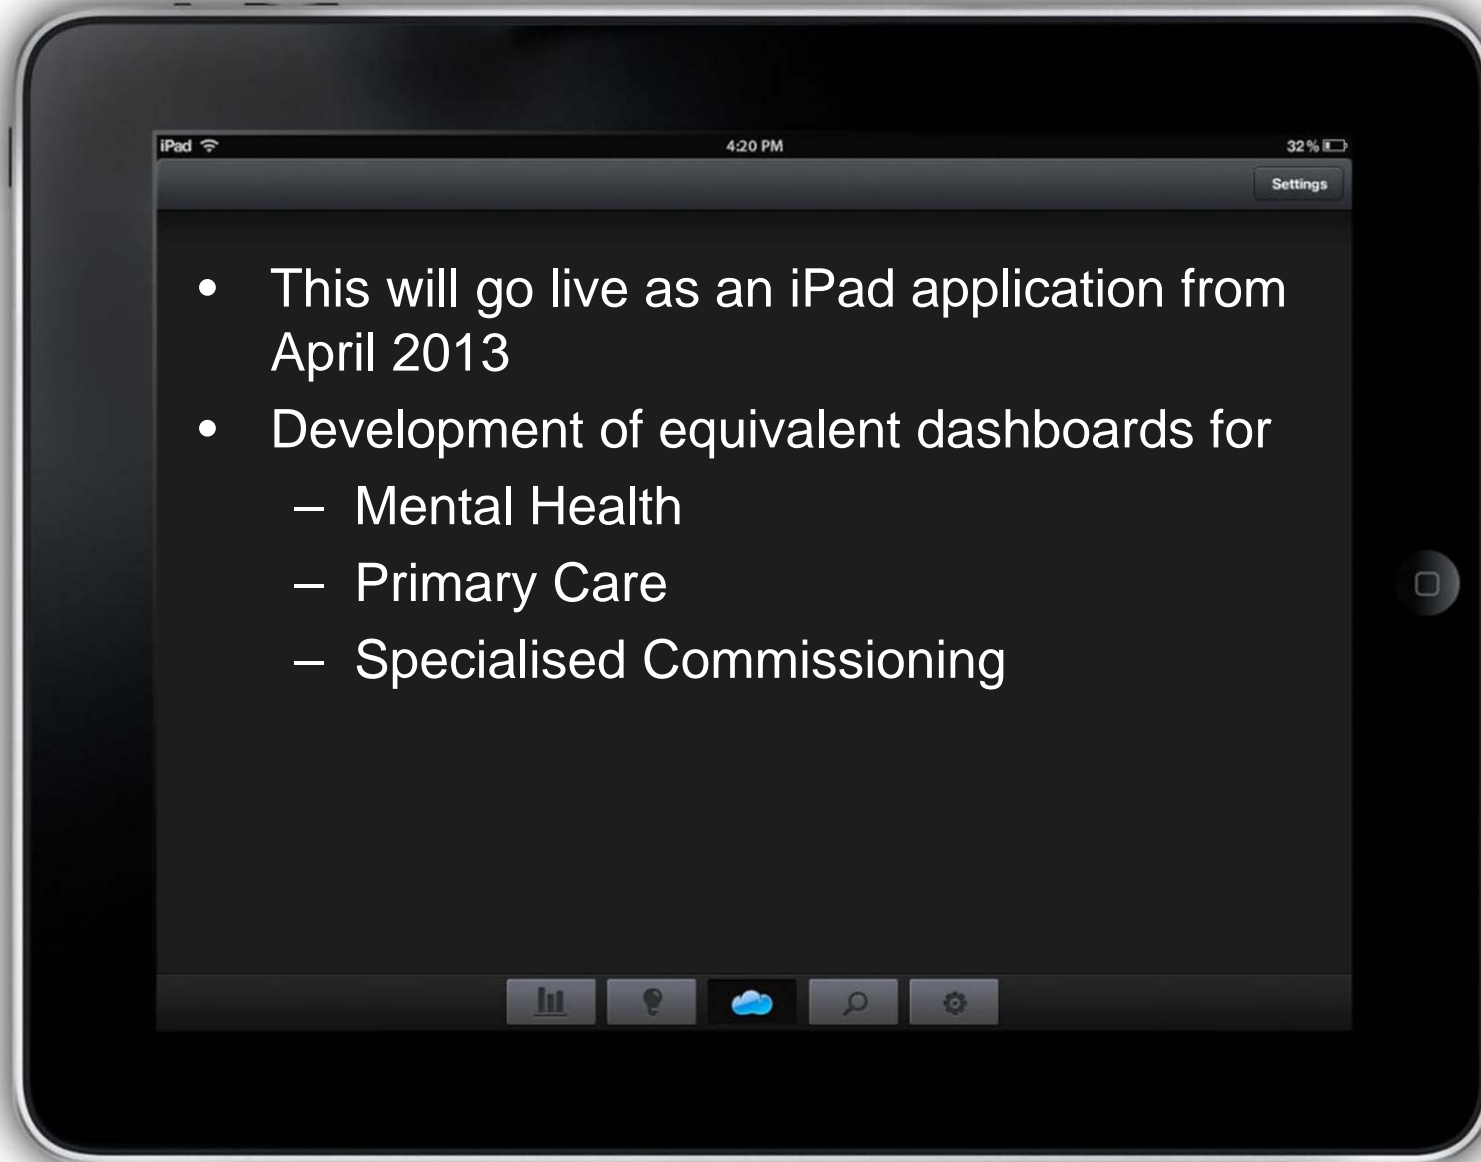 iPad 4:20 PM 32%
Settings
• This will go live as an iPad application from
April 2013
• Development of equivalent dashboards for
– Mental Health
– Primary Care
– Specialised Commissioning